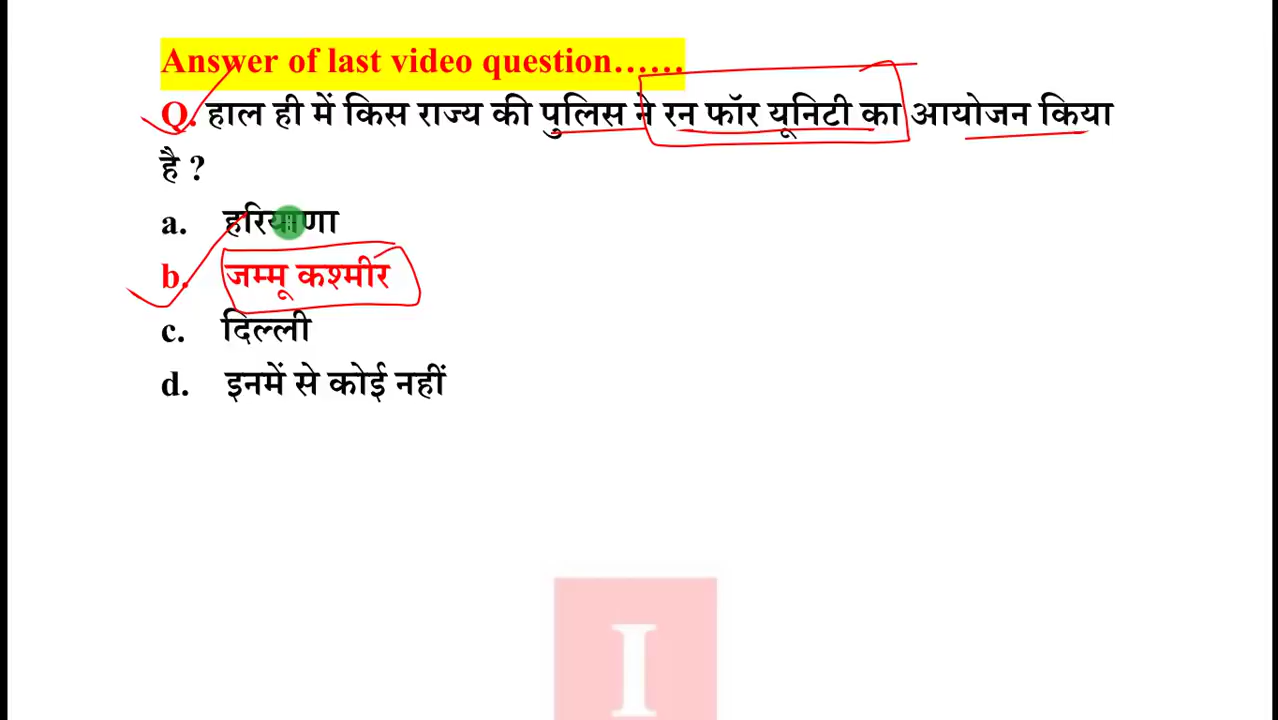 Answer of last video question……
Q. हाल ही में किस राज्य की पुलिस ने रन फॉर यूनिटी का आयोजन किया
है ?
a. हरियाणा
b. जम्मू कश्मीर
c. दिल्ली
d. इनमें से कोई नहीं
I